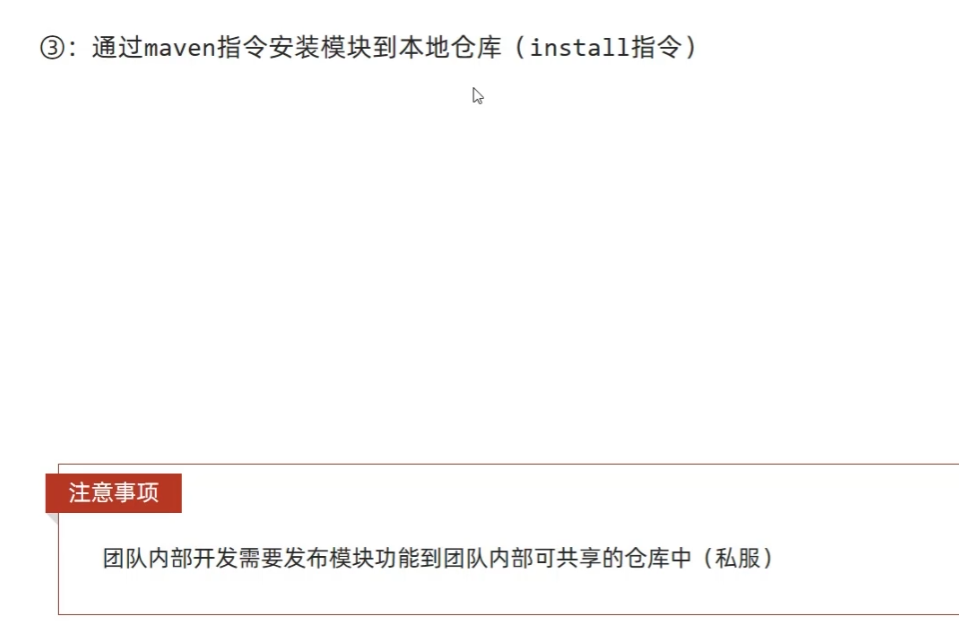 ③：通过maven指令安装模块到本地仓库（install指令）
注意事项
团队内部开发需要发布模块功能到团队内部可共享的仓库中（私服）